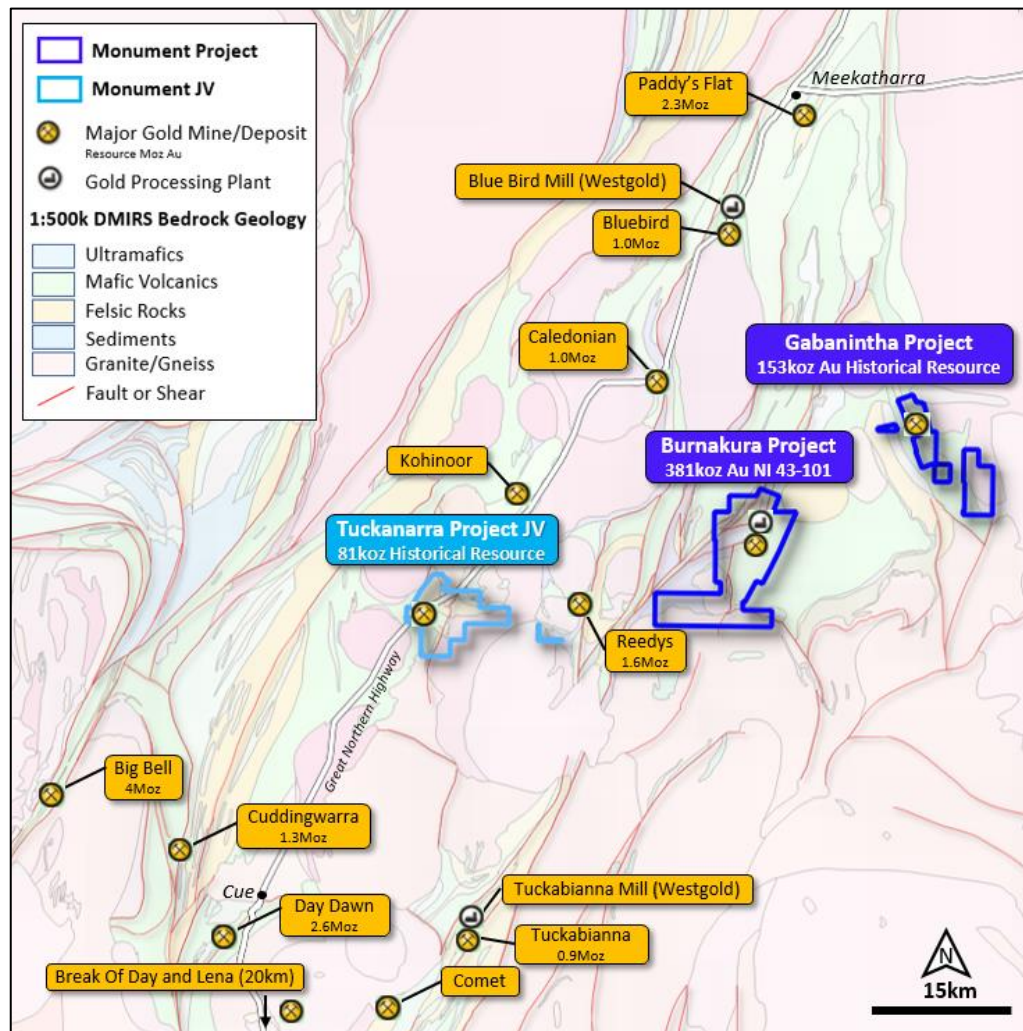 Monument Project
Monument JV
Major Gold Mine/Deposit
Resource Moz Au
Gold Processing Plant
1:500k DMIRS Bedrock Geology
Ultramafics
Mafic Volcanics
Felsic Rocks
Sediments
Granite/Gneiss
Fault or Shear
Meekatharra
Paddy's Flat
2.3Moz
Blue Bird Mill (Westgold)
Bluebird
1.0Moz
Caledonian
1.0Moz
Gabanintha Project
153koz Au Historical Resource
Burnakura Project
381koz Au NI 43-101
Kohinoor
Tuckanarra Project JV
81koz Historical Resource
Reedys
1.6Moz
Great Northern Highway
Big Bell
4Moz
Cuddingwarra
1.3Moz
Cue
Day Dawn
2.6Moz
Tuckabianna Mill (Westgold)
Tuckabianna
0.9Moz
Break Of Day and Lena (20km)
Comet
N
15km